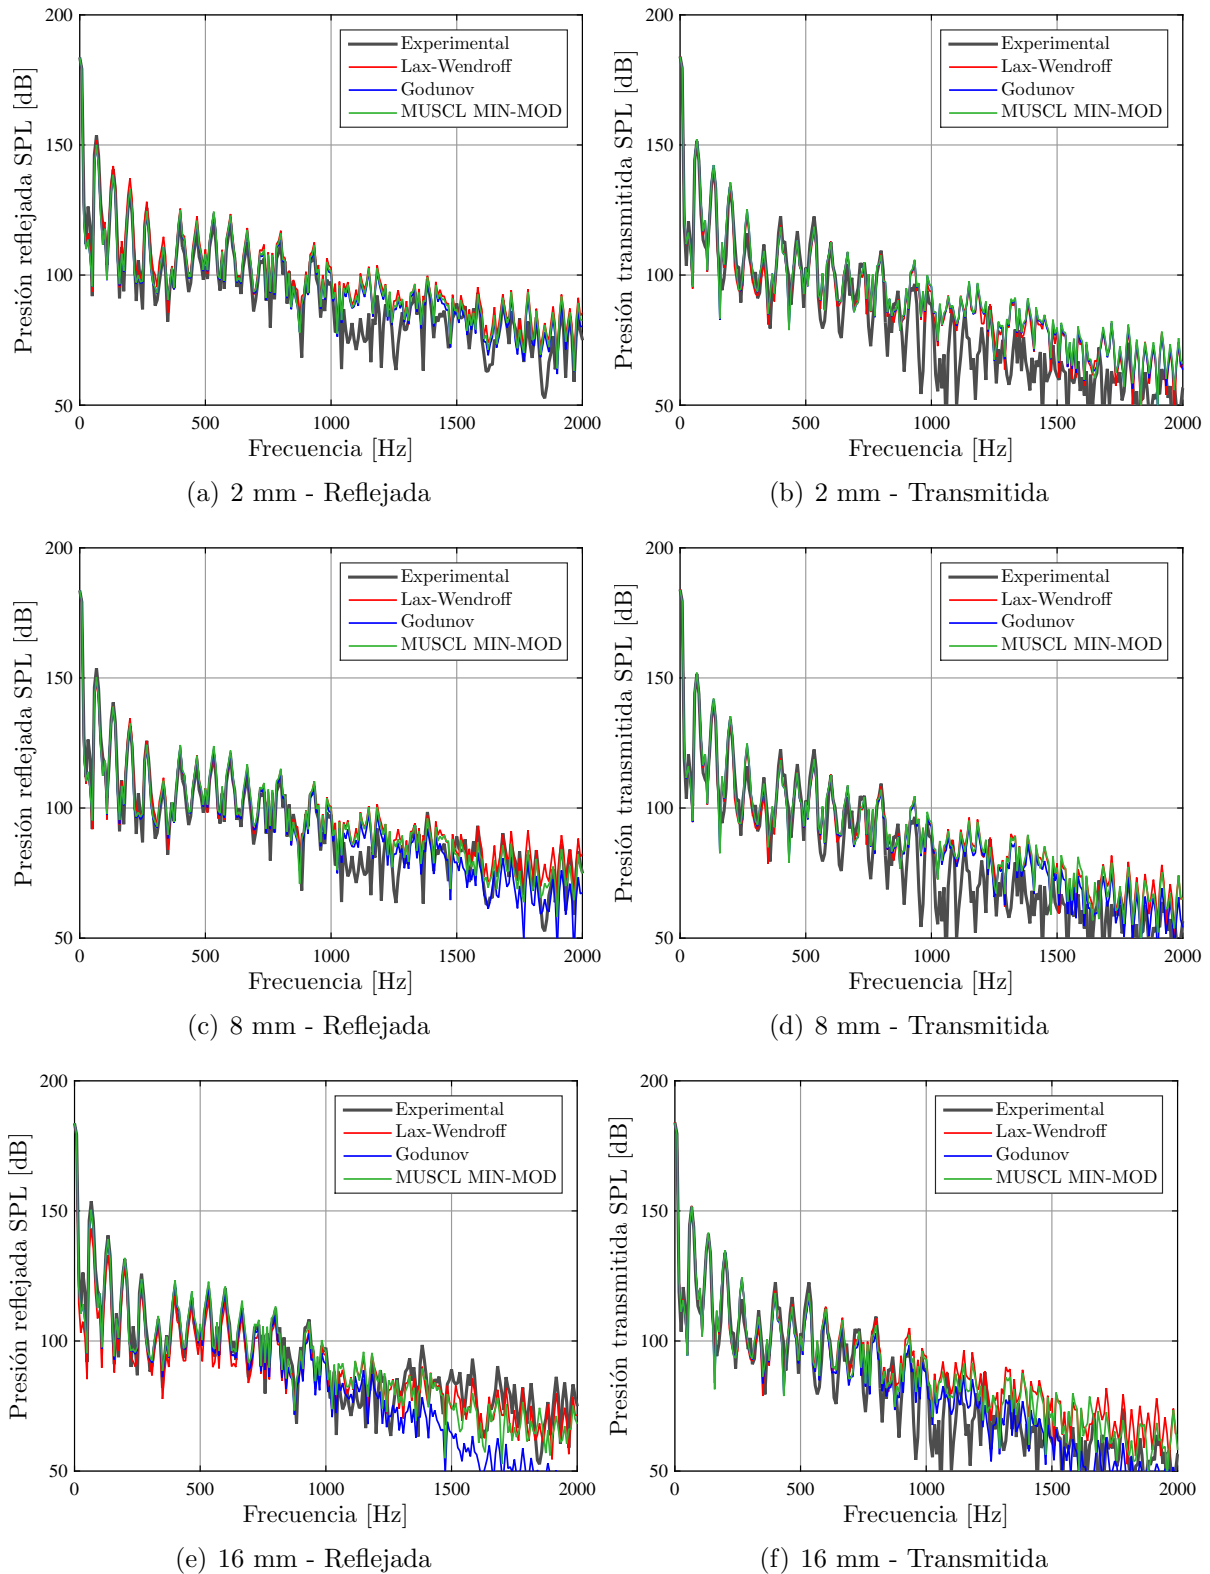 200
150
100
50
Presión reflejada SPL [dB]
Experimental
Lax-Wendroff
Godunov
MUSCL MIN-MOD
0 500 1000 1500 2000
Frecuencia [Hz]
(a) 2 mm - Reflejada
200
150
100
50
Presión transmitida SPL [dB]
Experimental
Lax-Wendroff
Godunov
MUSCL MIN-MOD
0 500 1000 1500 2000
Frecuencia [Hz]
(b) 2 mm - Transmitida
200
150
100
50
Presión reflejada SPL [dB]
Experimental
Lax-Wendroff
Godunov
MUSCL MIN-MOD
0 500 1000 1500 2000
Frecuencia [Hz]
(c) 8 mm - Reflejada
200
150
100
50
Presión transmitida SPL [dB]
Experimental
Lax-Wendroff
Godunov
MUSCL MIN-MOD
0 500 1000 1500 2000
Frecuencia [Hz]
(d) 8 mm - Transmitida
200
150
100
50
Presión reflejada SPL [dB]
Experimental
Lax-Wendroff
Godunov
MUSCL MIN-MOD
0 500 1000 1500 2000
Frecuencia [Hz]
(e) 16 mm - Reflejada
200
150
100
50
Presión transmitida SPL [dB]
Experimental
Lax-Wendroff
Godunov
MUSCL MIN-MOD
0 500 1000 1500 2000
Frecuencia [Hz]
(f) 16 mm - Transmitida